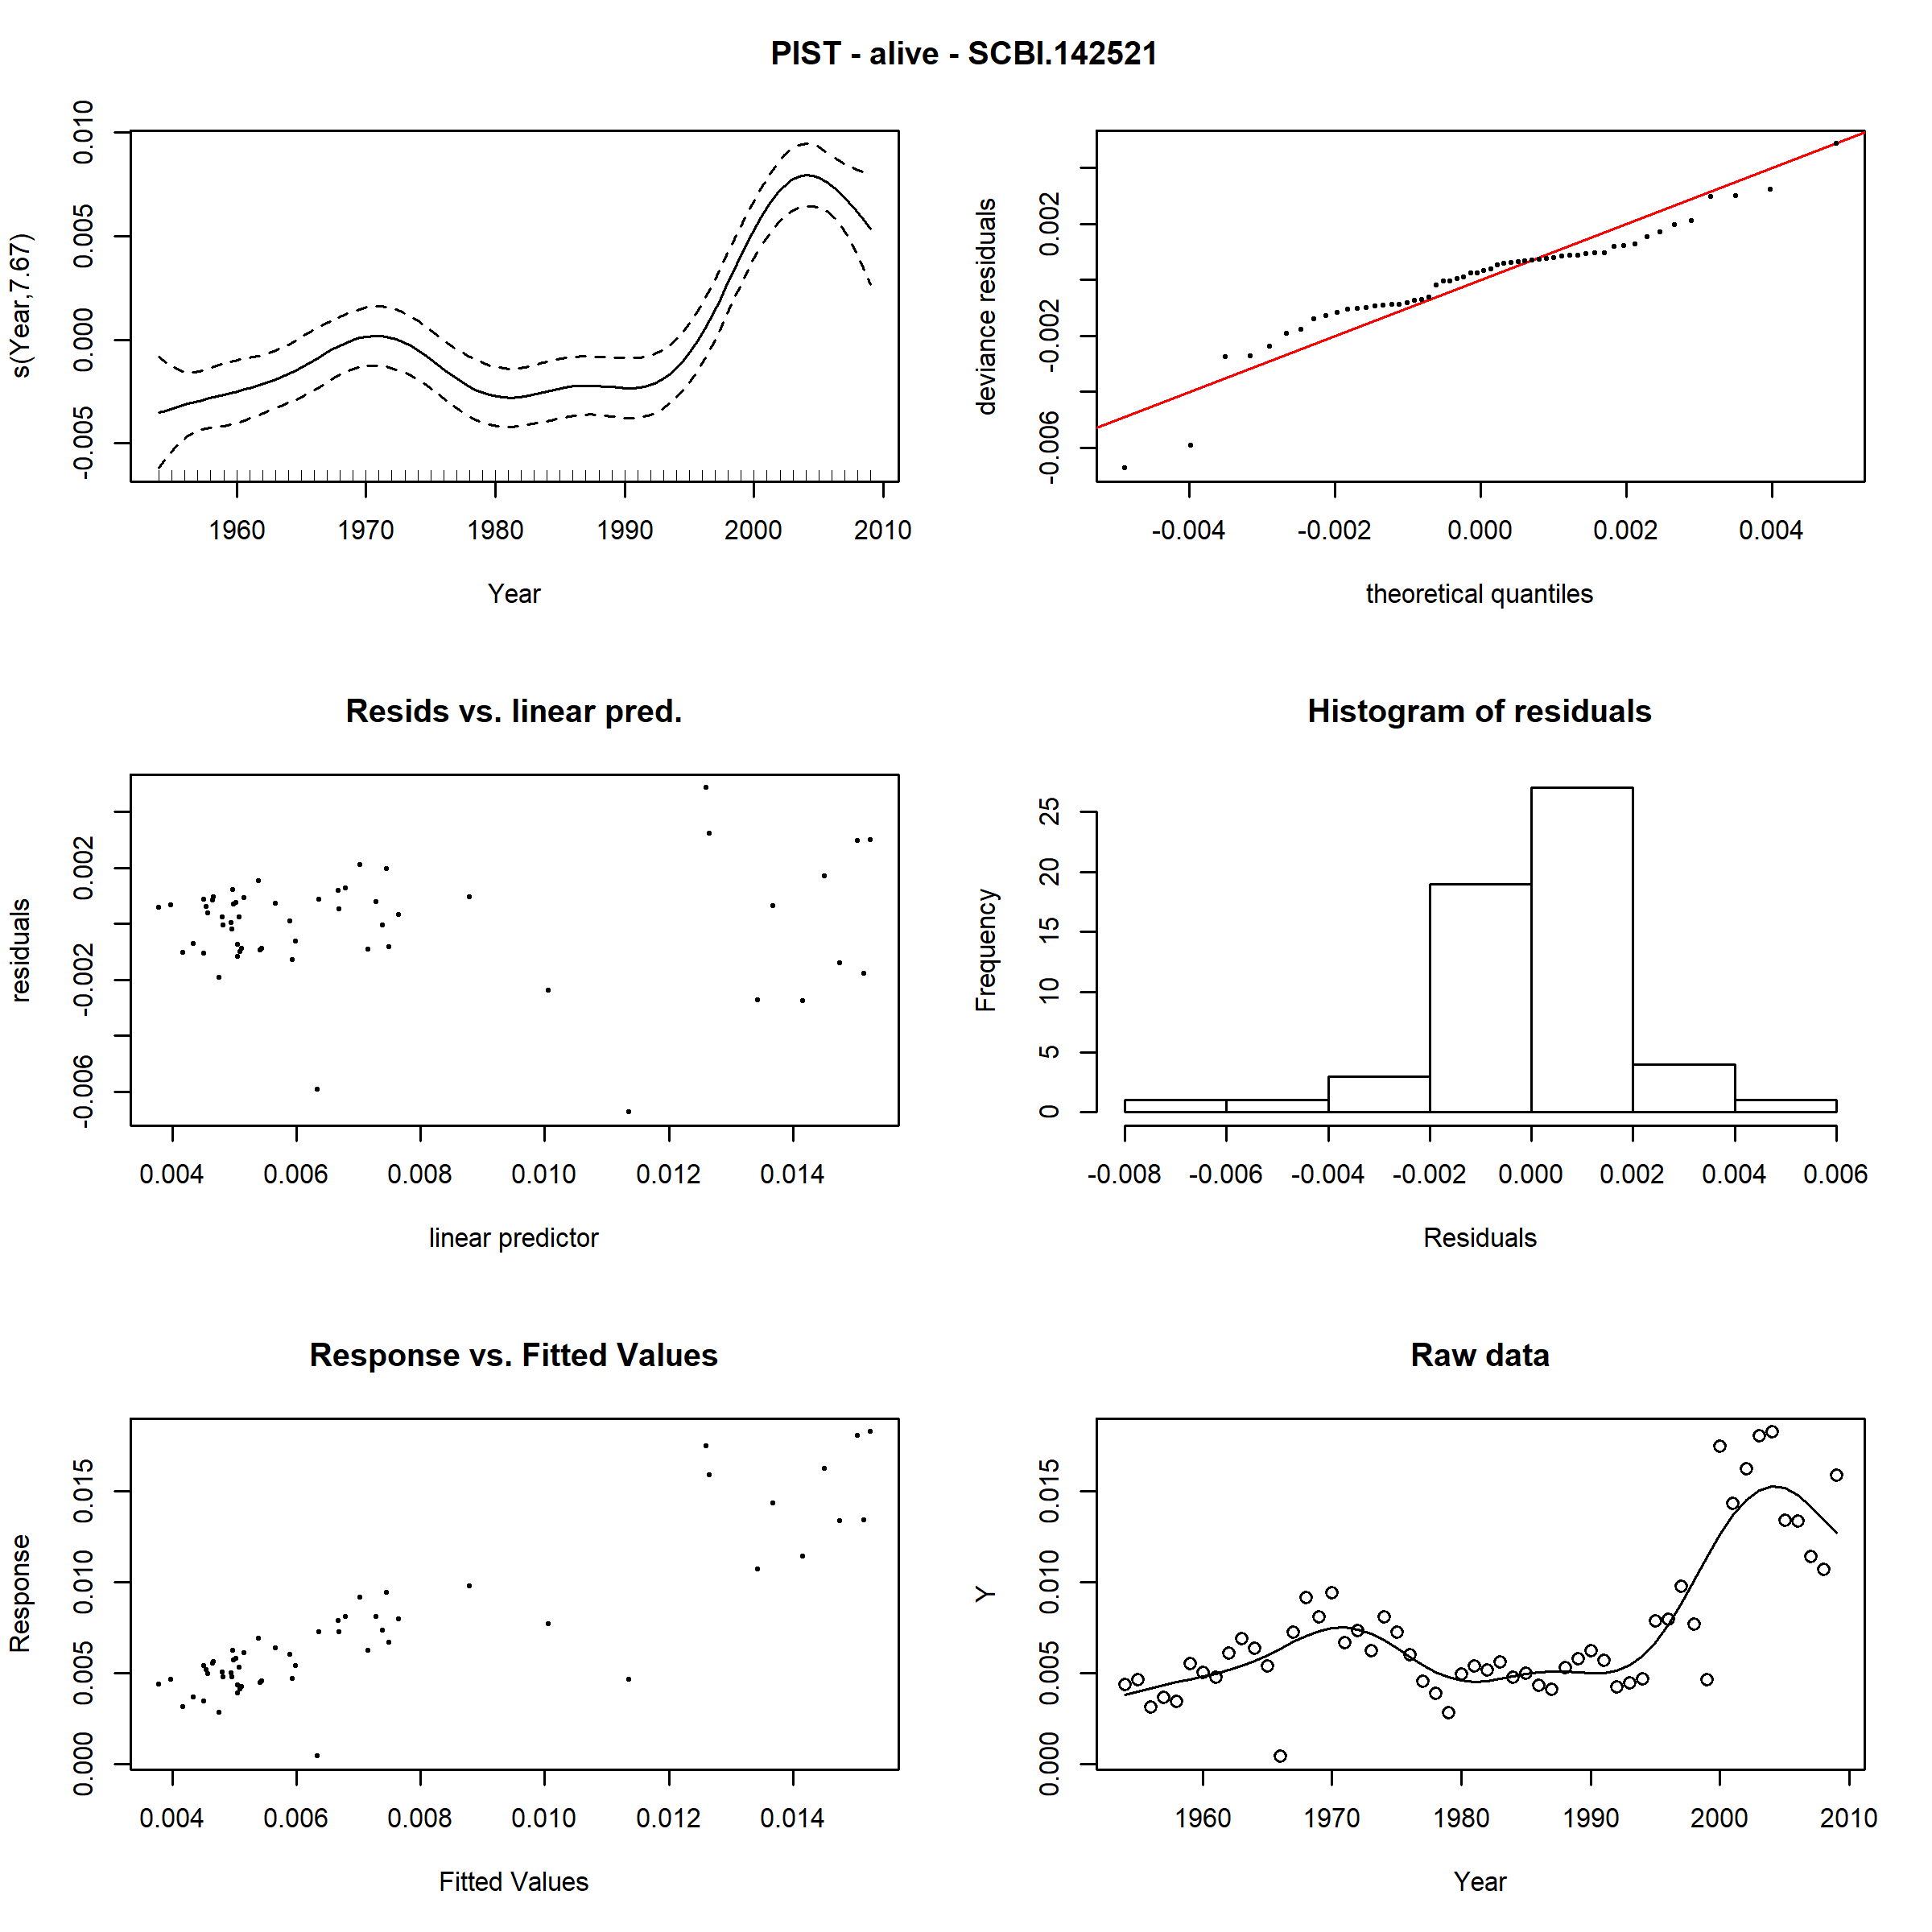 PIST - alive - SCBI.142521
s(Year,7.67)
-0.005 0.000 0.005 0.010
1960 1970 1980 1990 2000 2010
Year
deviance residuals
-0.006 -0.002 0.002
-0.004 -0.002 0.000 0.002 0.004
theoretical quantiles
Resids vs. linear pred.
residuals
-0.006 -0.002 0.002
0.004 0.006 0.008 0.010 0.012 0.014
linear predictor
Histogram of residuals
Frequency
0 5 10 15 20 25
-0.008 -0.006 -0.004 -0.002 0.000 0.002 0.004 0.006
Residuals
Response vs. Fitted Values
Response
0.000 0.005 0.010 0.015
0.004 0.006 0.008 0.010 0.012 0.014
Fitted Values
Raw data
Y
0.000 0.005 0.010 0.015
1960 1970 1980 1990 2000 2010
Year